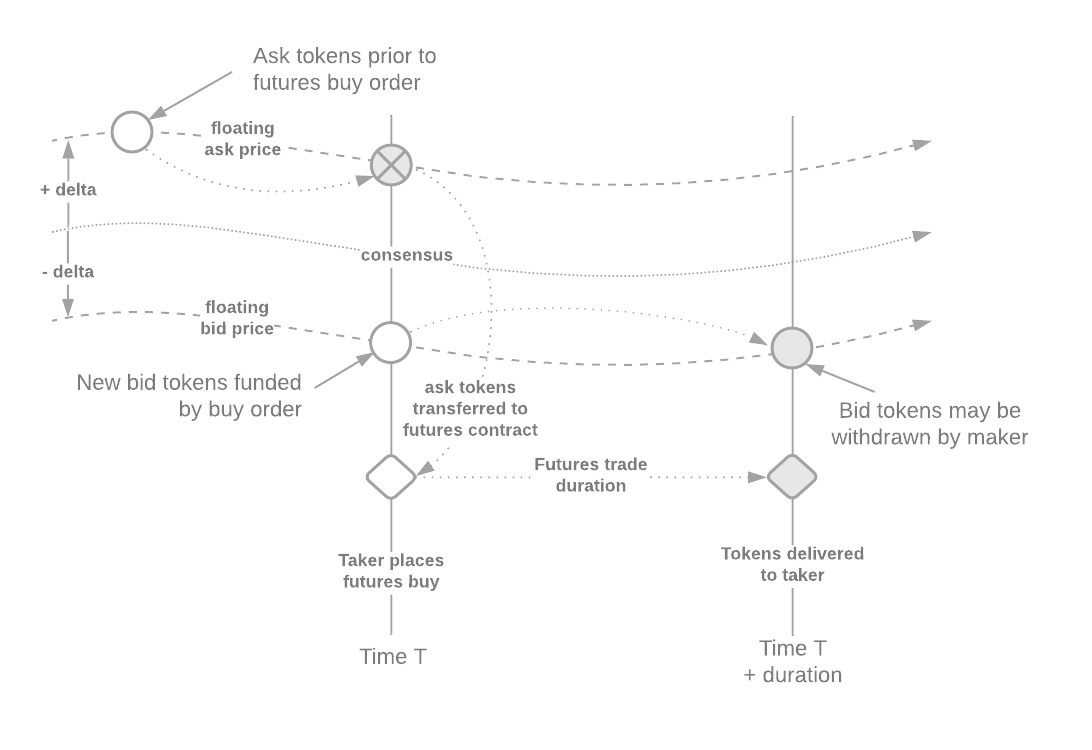 Ask tokens prior to
futures buy order
floating
ask price
+ delta
consensus
- delta
floating
bid price
New bid tokens funded
by buy order
ask tokens
transferred to
futures contract
Bid tokens may be
withdrawn by maker
Futures trade
duration
Taker places
futures buy
Tokens delivered
to taker
Time T
Time T
+ duration